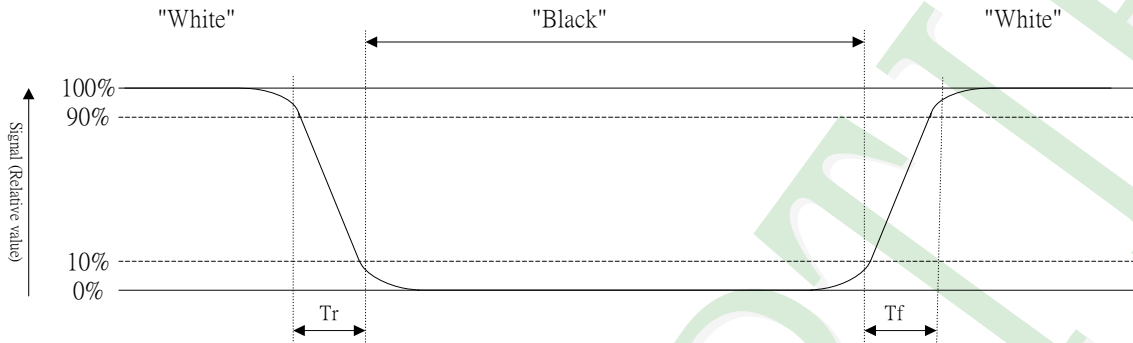 "White" "Black" "White"
100%
90%
Signal (Relative value)
10%
0%
Tr Tf